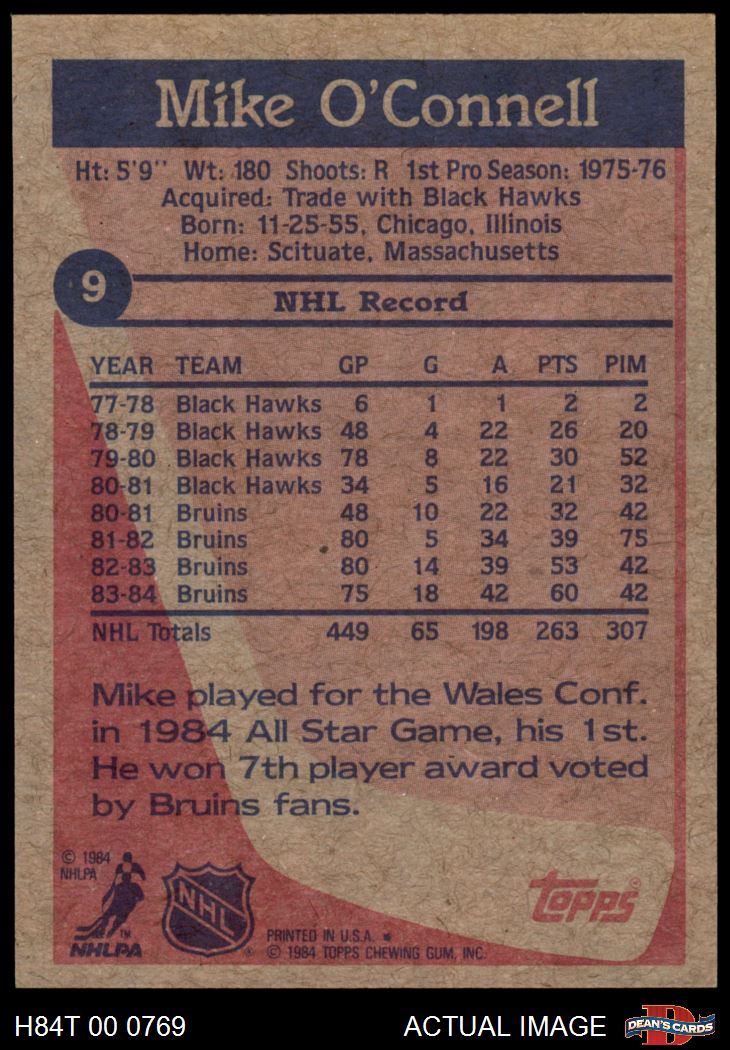 Mike O'Connell
Ht: 5'9'' Wt: 180 Shoots: R 1st Pro Season: 1975-76
Acquired: Trade with Black Hawks
Born: 11-25-55, Chicago, Illinois
Home: Scituate, Massachusetts
9
NHL Record
YEAR TEAM GP G A PTS PIM
77-78 Black Hawks 6 1 1 2 2
78-79 Black Hawks 48 4 22 26 20
79-80 Black Hawks 78 8 22 30 52
80-81 Black Hawks 34 5 16 21 32
80-81 Bruins 48 10 22 32 42
81-82 Bruins 80 5 34 39 75
82-83 Bruins 80 14 39 53 42
83-84 Bruins 75 18 42 60 42
NHL Totals 449 65 198 263 307
Mike played for the Wales Conf.
in 1984 All Star Game, his 1st.
He won 7th player award voted
by Bruins fans.
© 1984
NHLPA
TM
NHLPA
NHL
®
PRINTED IN U.S.A. *
© 1984 TOPPS CHEWING GUM, INC.
Topps®
H84T 00 0769 ACTUAL IMAGE
D
DEAN'S CARDS